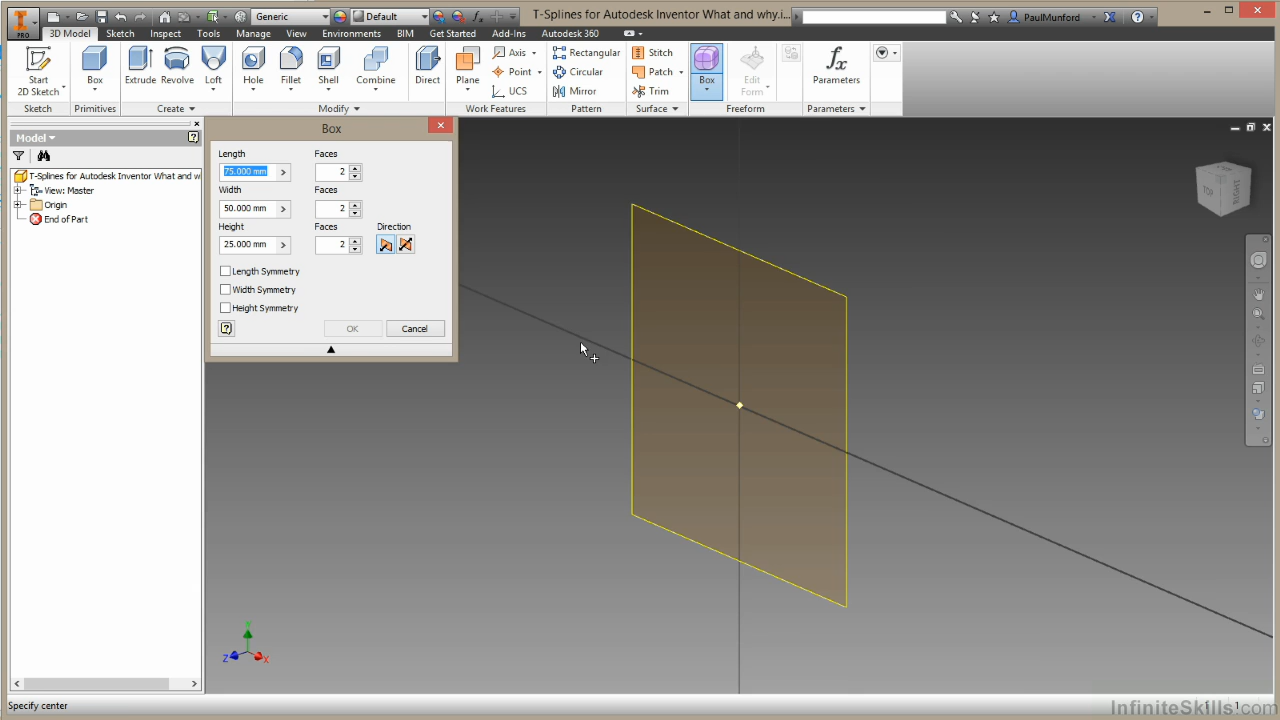 Generic
Default
T-Splines for Autodesk Inventor What and why.i...
PaulMunford
PRO
3D Model
Sketch
Inspect
Tools
Manage
View
Environments
BIM
Get Started
Add-Ins
Autodesk 360
Start
2D Sketch
Box
Extrude
Revolve
Loft
Hole
Fillet
Shell
Combine
Direct
Plane
Axis
Point
UCS
Rectangular
Circular
Mirror
Stitch
Patch
Trim
Box
Edit
Form
fx
Parameters
Sketch
Primitives
Create
Modify
Work Features
Pattern
Surface
Freeform
Parameters
Model
T-Splines for Autodesk Inventor What and w
View: Master
Origin
End of Part
Box
Length
Faces
75.000 mm
2
Width
Faces
50.000 mm
2
Height
Faces
Direction
25.000 mm
2
Length Symmetry
Width Symmetry
Height Symmetry
OK
Cancel
TOP
Y
Z
X
Specify center
1
1
InfiniteSkills.com